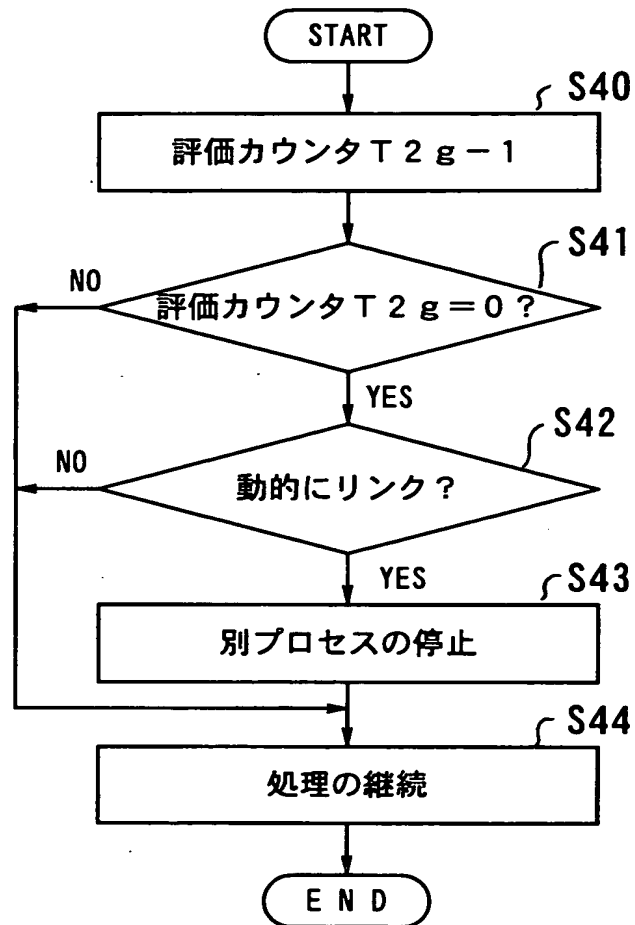 START
S40
評価カウンタT2g-1
S41
NO
評価カウンタT2g=0?
YES
S42
NO
動的にリンク?
YES
S43
別プロセスの停止
S44
処理の継続
END